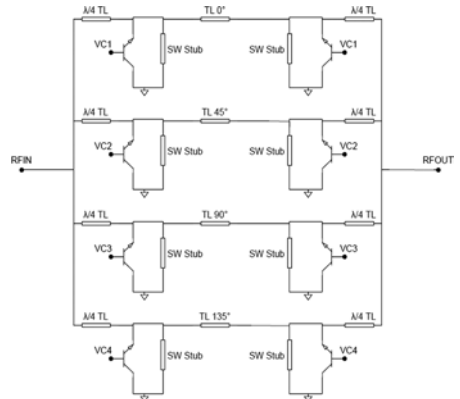 λ/4 TL TL 0° λ/4 TL
VC1 SW Stub SW Stub VC1
λ/4 TL TL 45° λ/4 TL
VC2 SW Stub SW Stub VC2
RFIN RFOUT
λ/4 TL TL 90° λ/4 TL
VC3 SW Stub SW Stub VC3
λ/4 TL TL 135° λ/4 TL
VC4 SW Stub SW Stub VC4